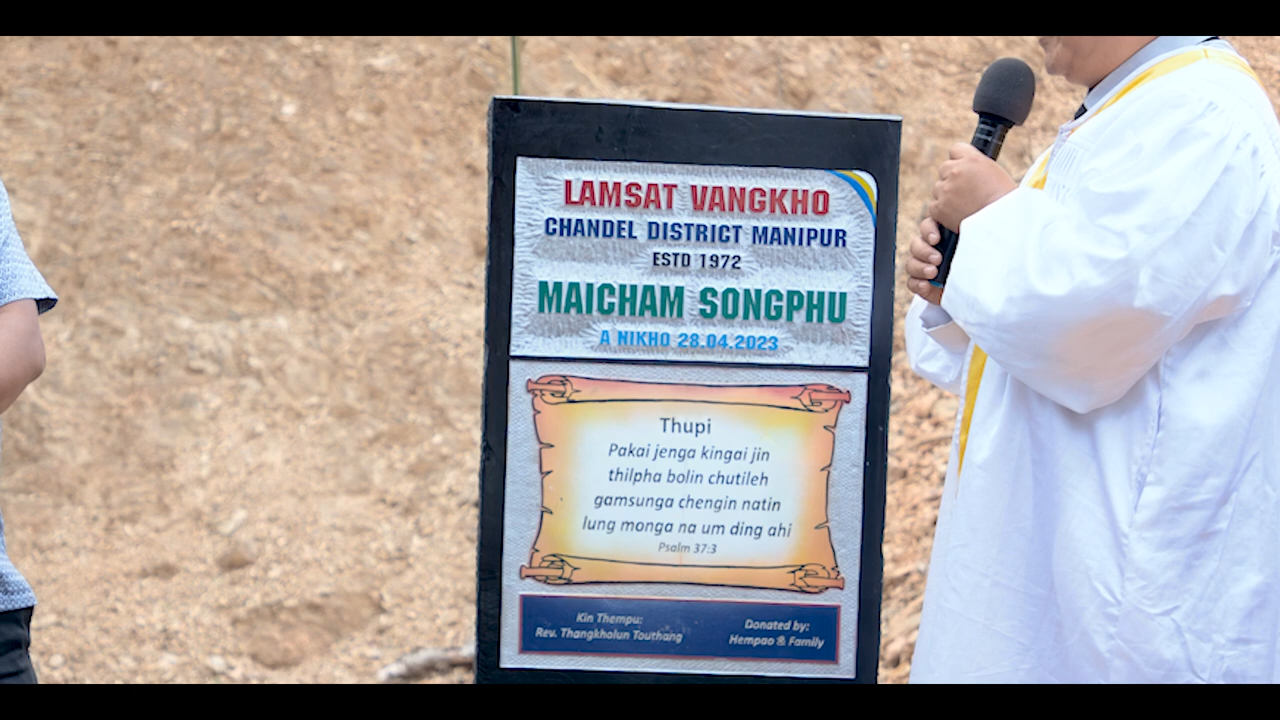 LAMSAT VANGKHO
CHANDEL DISTRICT MANIPUR
ESTD 1972
MAICHAM SONGPHU
A NIKHO 28.04.2023
Thupi
Pakai jenga kingai jin
thilpha bolin chutileh
gamsunga chengin natin
lung monga na um ding ahi
Psalm 37:3
Kin Thempu:
Rev. Thangkholun Touthang
Donated by:
Hempao & Family